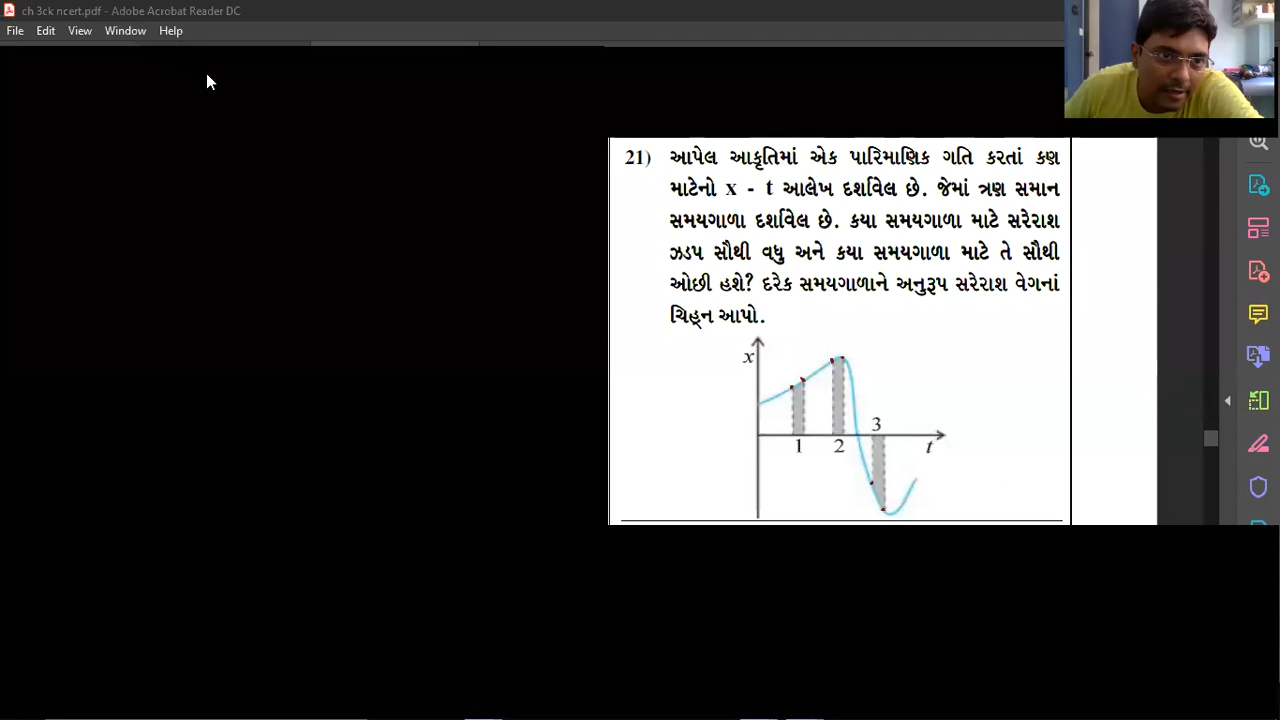 ch 3ck ncert.pdf - Adobe Acrobat Reader DC
File Edit View Window Help
21) આપેલ આકૃતિમાં એક પારિમાણિક ગતિ કરતાં કણ
માટેનો x - t આલેખ દર્શાવેલ છે. જેમાં ત્રણ સમાન
સમયગાળા દર્શાવેલ છે. કયા સમયગાળા માટે સરેરાશ
ઝડપ સૌથી વધુ અને કયા સમયગાળા માટે તે સૌથી
ઓછી હશે? દરેક સમયગાળાને અનુરૂપ સરેરાશ વેગનાં
ચિહ્ન આપો.
x
3
1 2 t